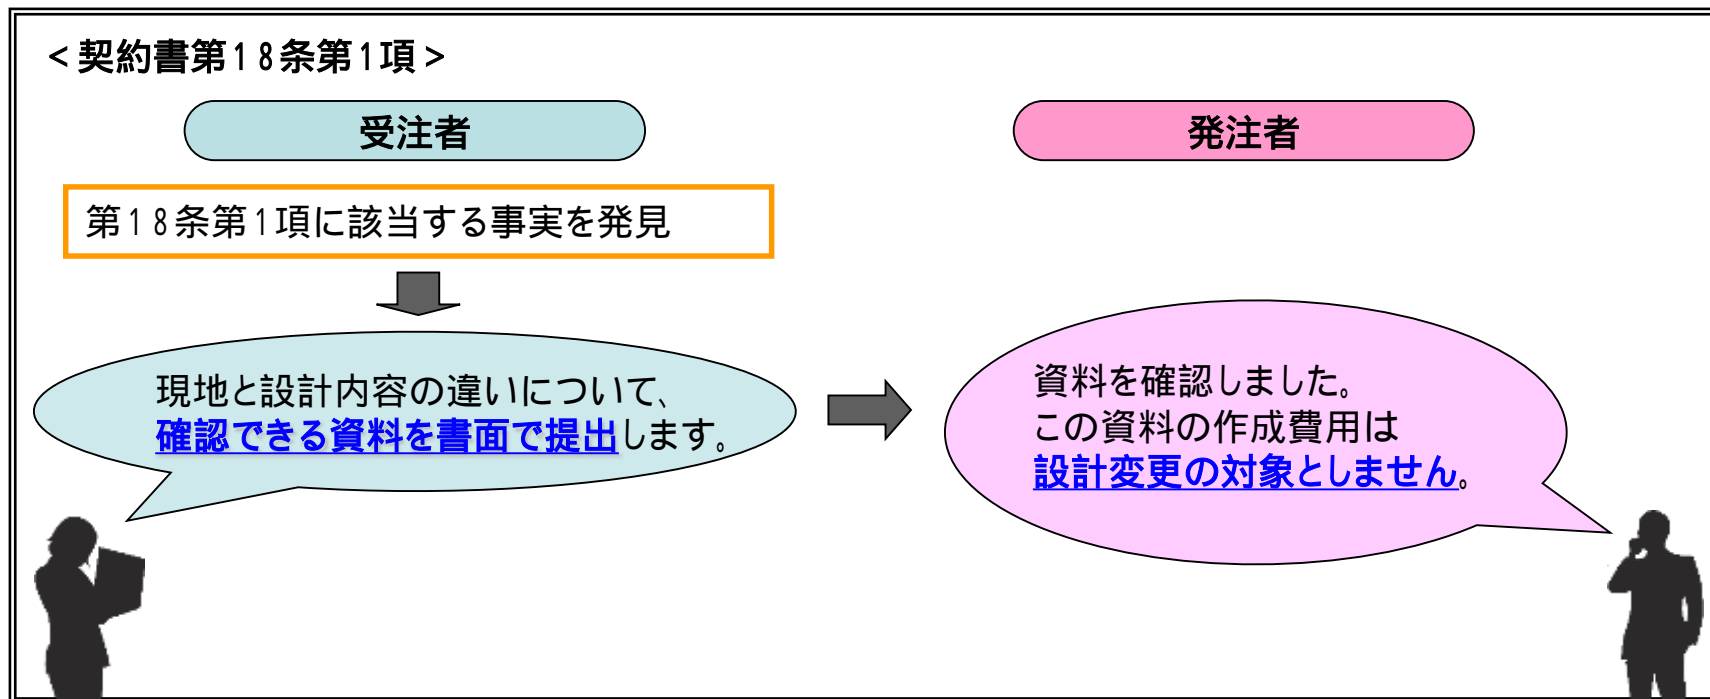 <契約書第18条第1項>
受注者
発注者
第18条第1項に該当する事実を発見
現地と設計内容の違いについて、
確認できる資料を書面で提出します。
資料を確認しました。
この資料の作成費用は
設計変更の対象としません。